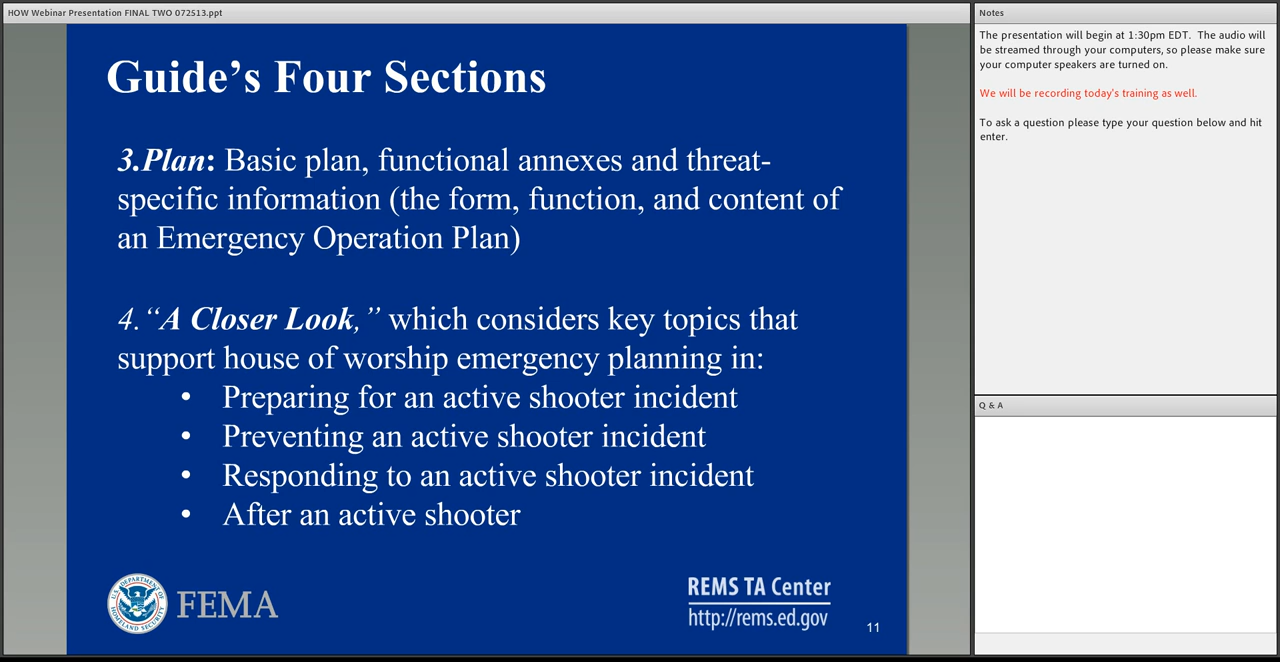 HOW Webinar Presentation FINAL TWO 072513.ppt
Guide’s Four Sections
3.Plan: Basic plan, functional annexes and threat-
specific information (the form, function, and content of
an Emergency Operation Plan)
4.“A Closer Look,” which considers key topics that
support house of worship emergency planning in:
• Preparing for an active shooter incident
• Preventing an active shooter incident
• Responding to an active shooter incident
• After an active shooter
U.S. DEPARTMENT OF HOMELAND SECURITY
FEMA
REMS TA Center
http://rems.ed.gov
11
Notes
The presentation will begin at 1:30pm EDT.  The audio will
be streamed through your computers, so please make sure
your computer speakers are turned on.
We will be recording today's training as well.
To ask a question please type your question below and hit
enter.
Q & A